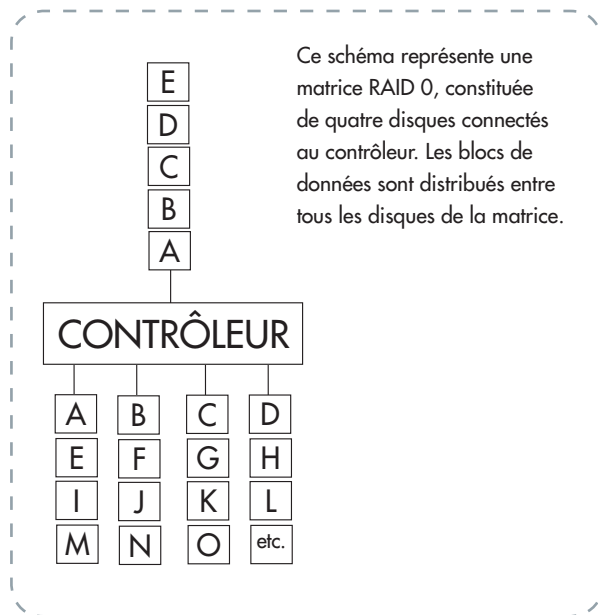 Ce schéma représente une
matrice RAID 0, constituée
de quatre disques connectés
au contrôleur. Les blocs de
données sont distribués entre
tous les disques de la matrice.
E
D
C
B
A
CONTRÔLEUR
A B C D
E F G H
I J K L
M N O etc.